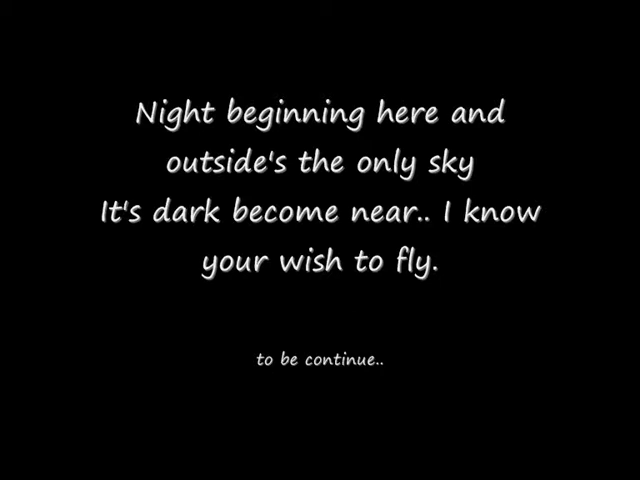 Night beginning here and
outside's the only sky
It's dark become near.. I know
your wish to fly.
to be continue..